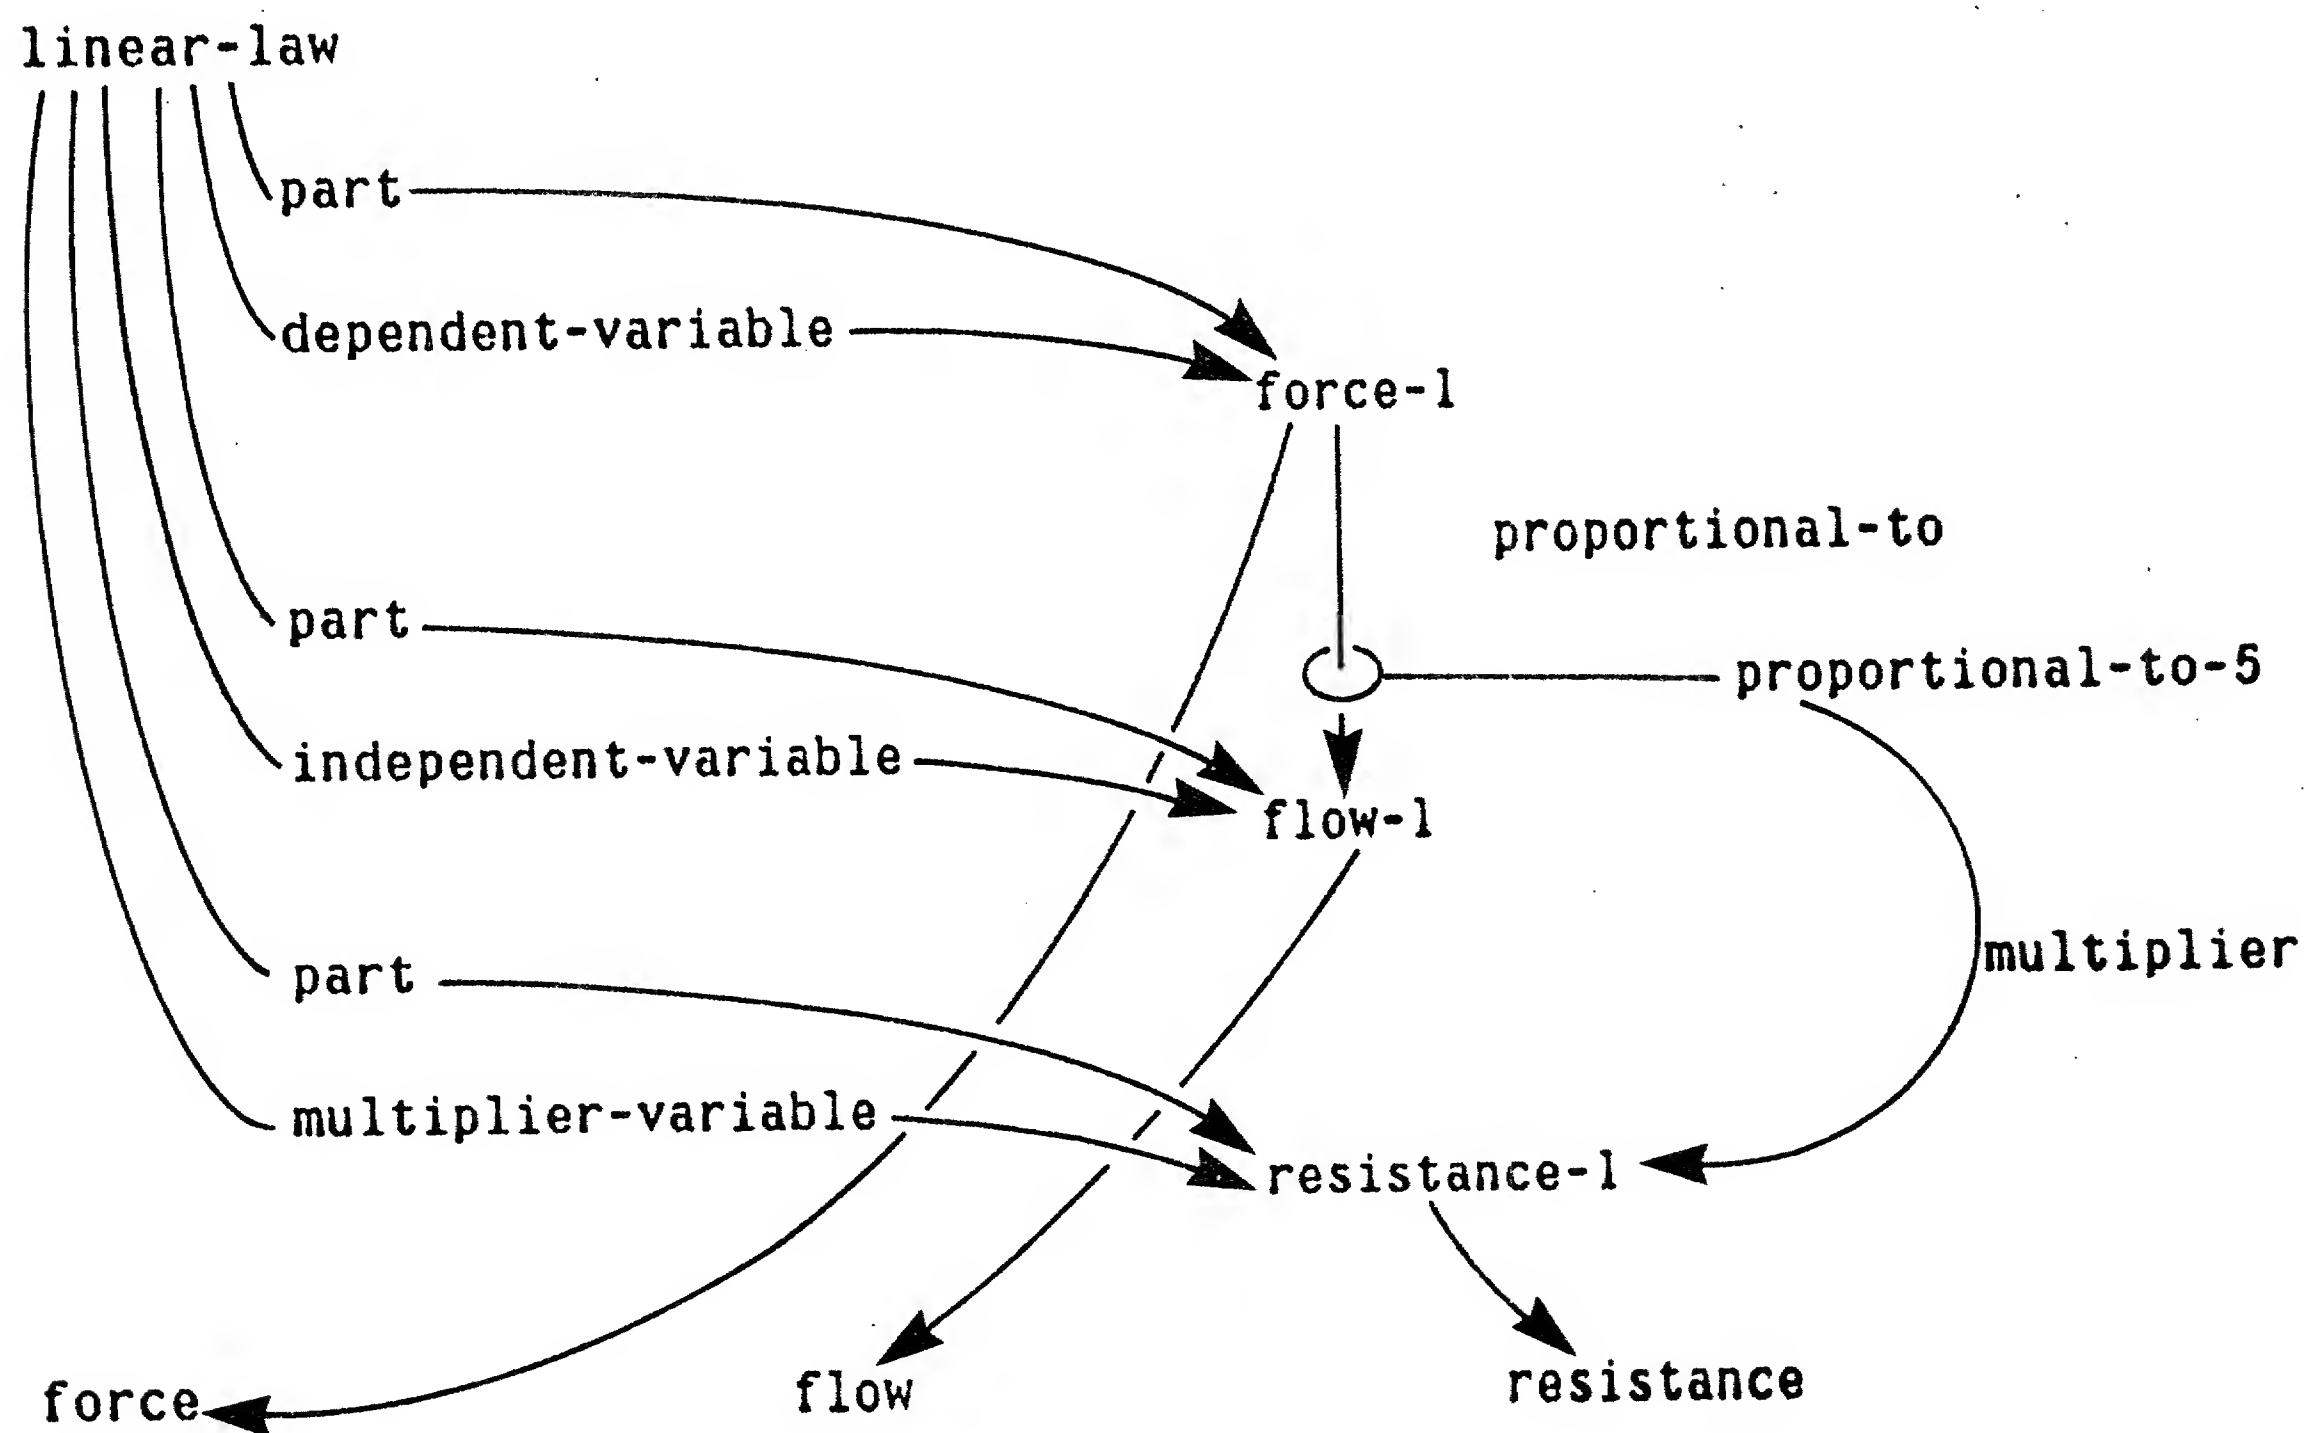 linear-law
part
dependent-variable
force-1
proportional-to
part
proportional-to-5
independent-variable
flow-1
multiplier
part
multiplier-variable
resistance-1
force
flow
resistance